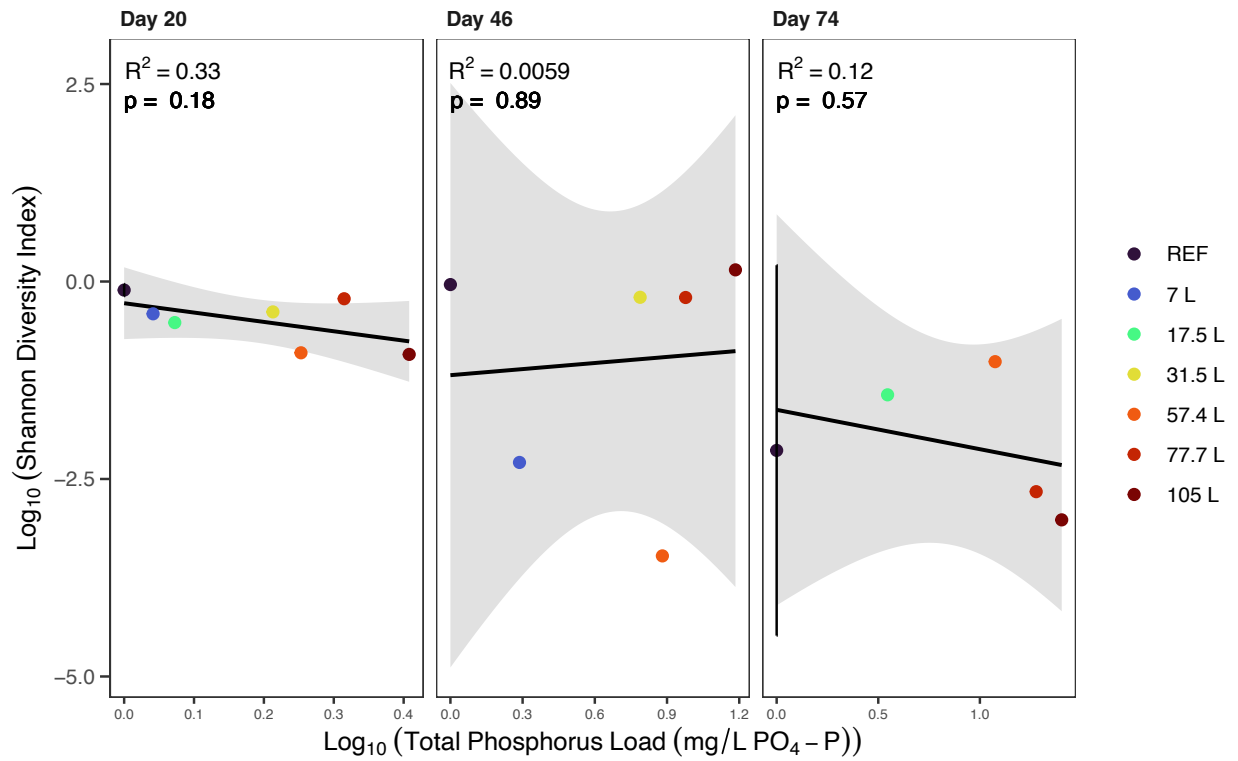 Day 20
Day 46
Day 74
R² = 0.33
p = 0.18
R² = 0.0059
p = 0.89
R² = 0.12
p = 0.57
2.5
0.0
−2.5
−5.0
Log₁₀ (Shannon Diversity Index)
0.0 0.1 0.2 0.3 0.4
0.0 0.3 0.6 0.9 1.2
0.0 0.5 1.0
Log₁₀ (Total Phosphorus Load (mg/L PO₄ − P))
REF
7 L
17.5 L
31.5 L
57.4 L
77.7 L
105 L